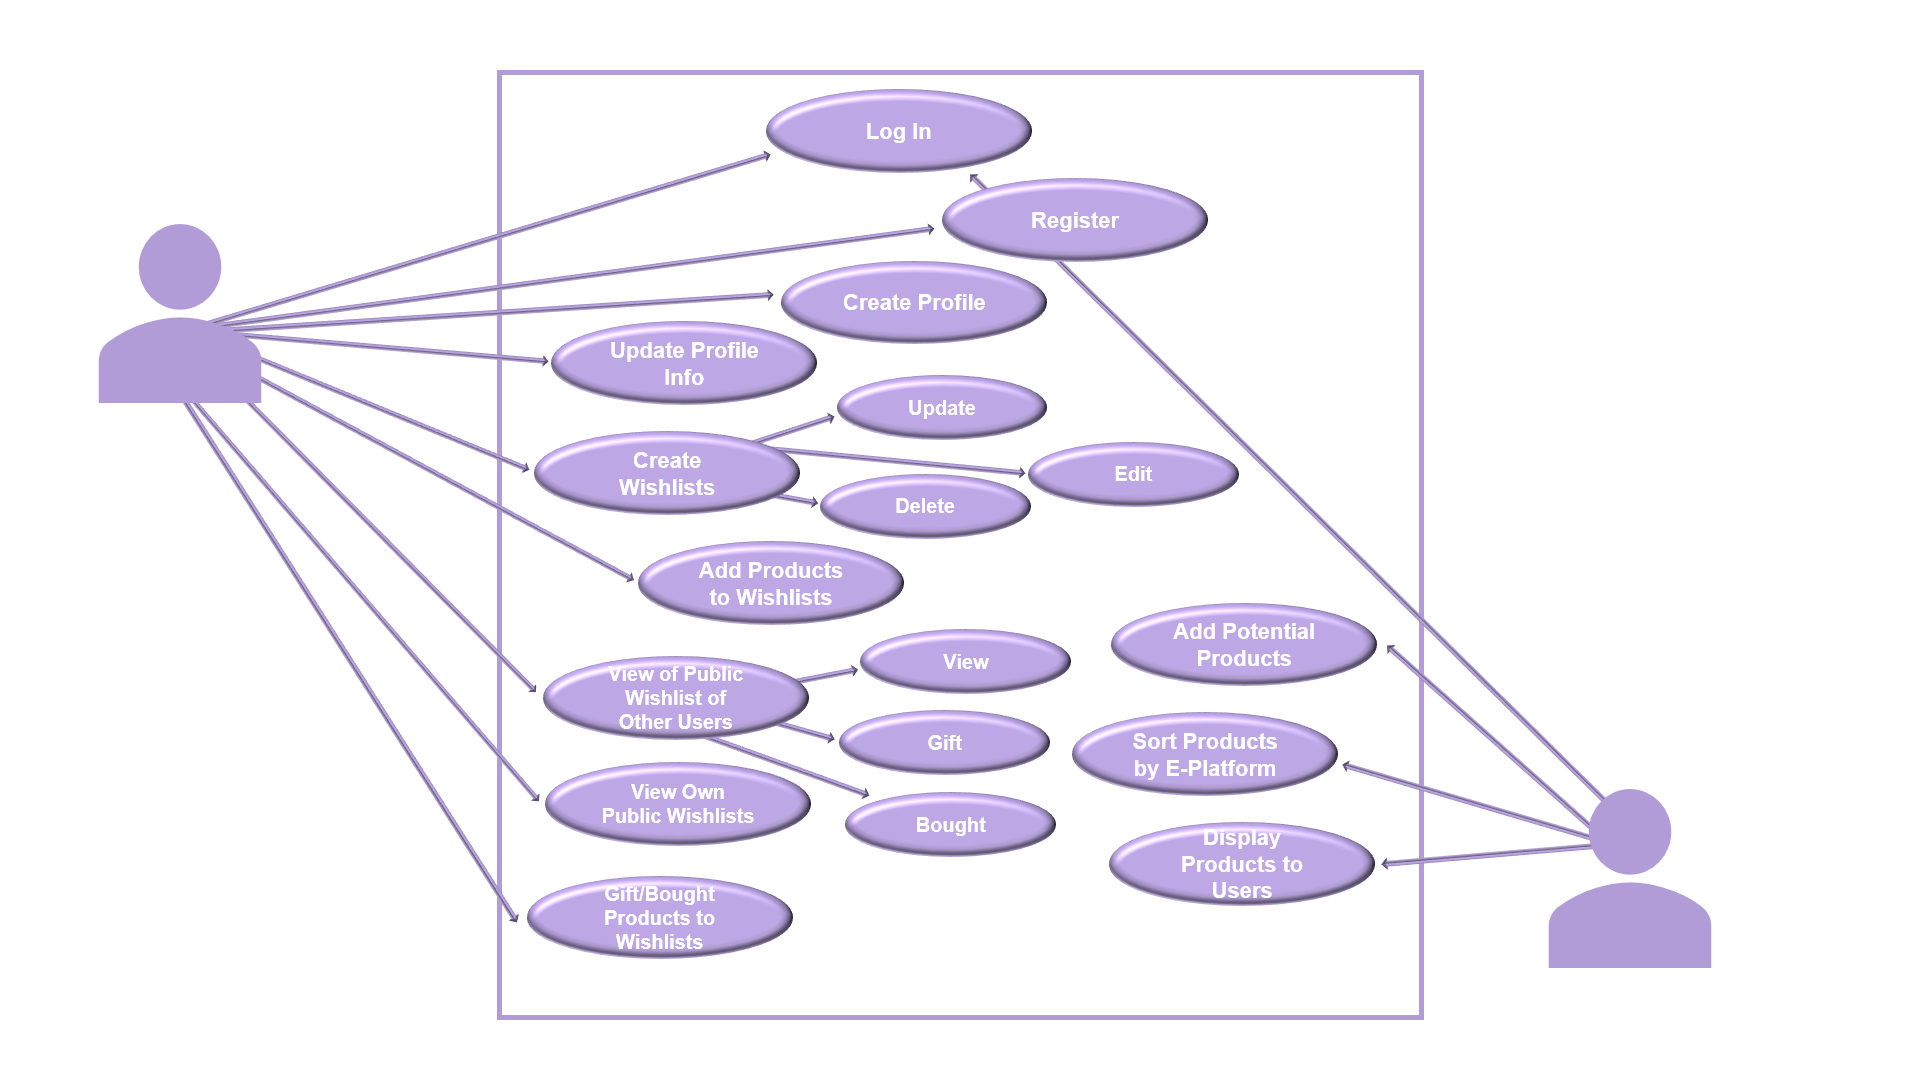 Log In
Register
Create Profile
Update Profile
Info
Update
Create
Wishlists
Edit
Delete
Add Products
to Wishlists
Add Potential
Products
View
View of Public
Wishlist of
Other Users
Gift
Sort Products
by E-Platform
View Own
Public Wishlists
Bought
Display
Products to
Users
Gift/Bought
Products to
Wishlists